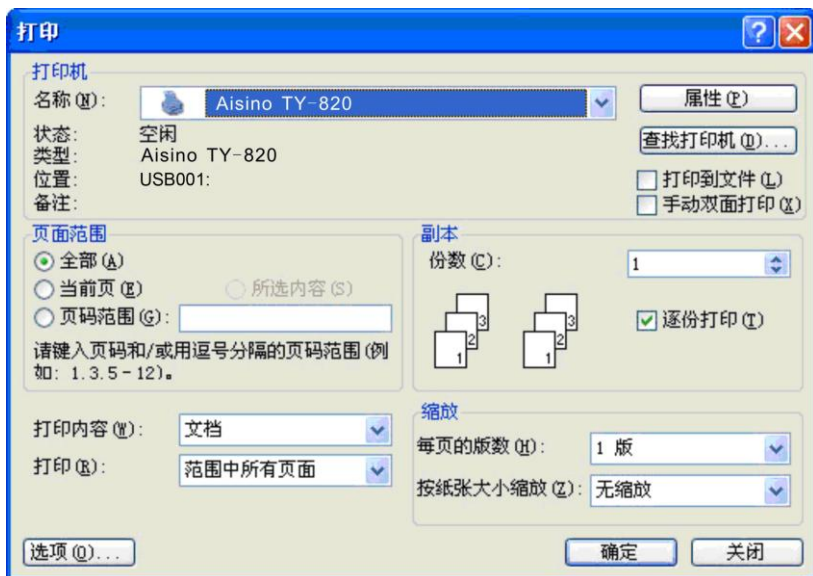 打印
打印机
名称(N): Aisino TY-820 属性(P)
状态: 空闲 查找打印机(D)...
类型: Aisino TY-820
位置: USB001: 打印到文件(L)
备注: 手动双面打印(X)
页面范围
全部(A)
当前页(E) 所选内容(S)
页码范围(G):
请键入页码和/或用逗号分隔的页码范围(例
如: 1.3.5-12)。
副本
份数(C): 1
1 2 3 1 2 3 逐份打印(T)
打印内容(W): 文档
打印(R): 范围中所有页面
缩放
每页的版数(H): 1 版
按纸张大小缩放(Z): 无缩放
选项(O)... 确定 关闭